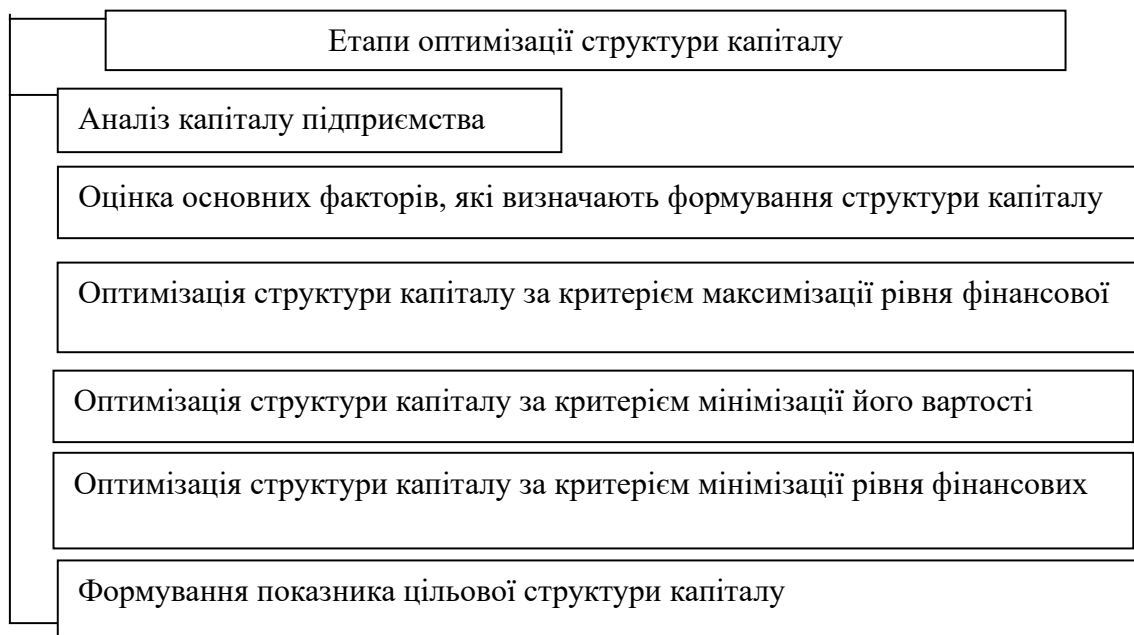 Етапи оптимізації структури капіталу
Аналіз капіталу підприємства
Оцінка основних факторів, які визначають формування структури капіталу
Оптимізація структури капіталу за критерієм максимізації рівня фінансової
Оптимізація структури капіталу за критерієм мінімізації його вартості
Оптимізація структури капіталу за критерієм мінімізації рівня фінансових
Формування показника цільової структури капіталу